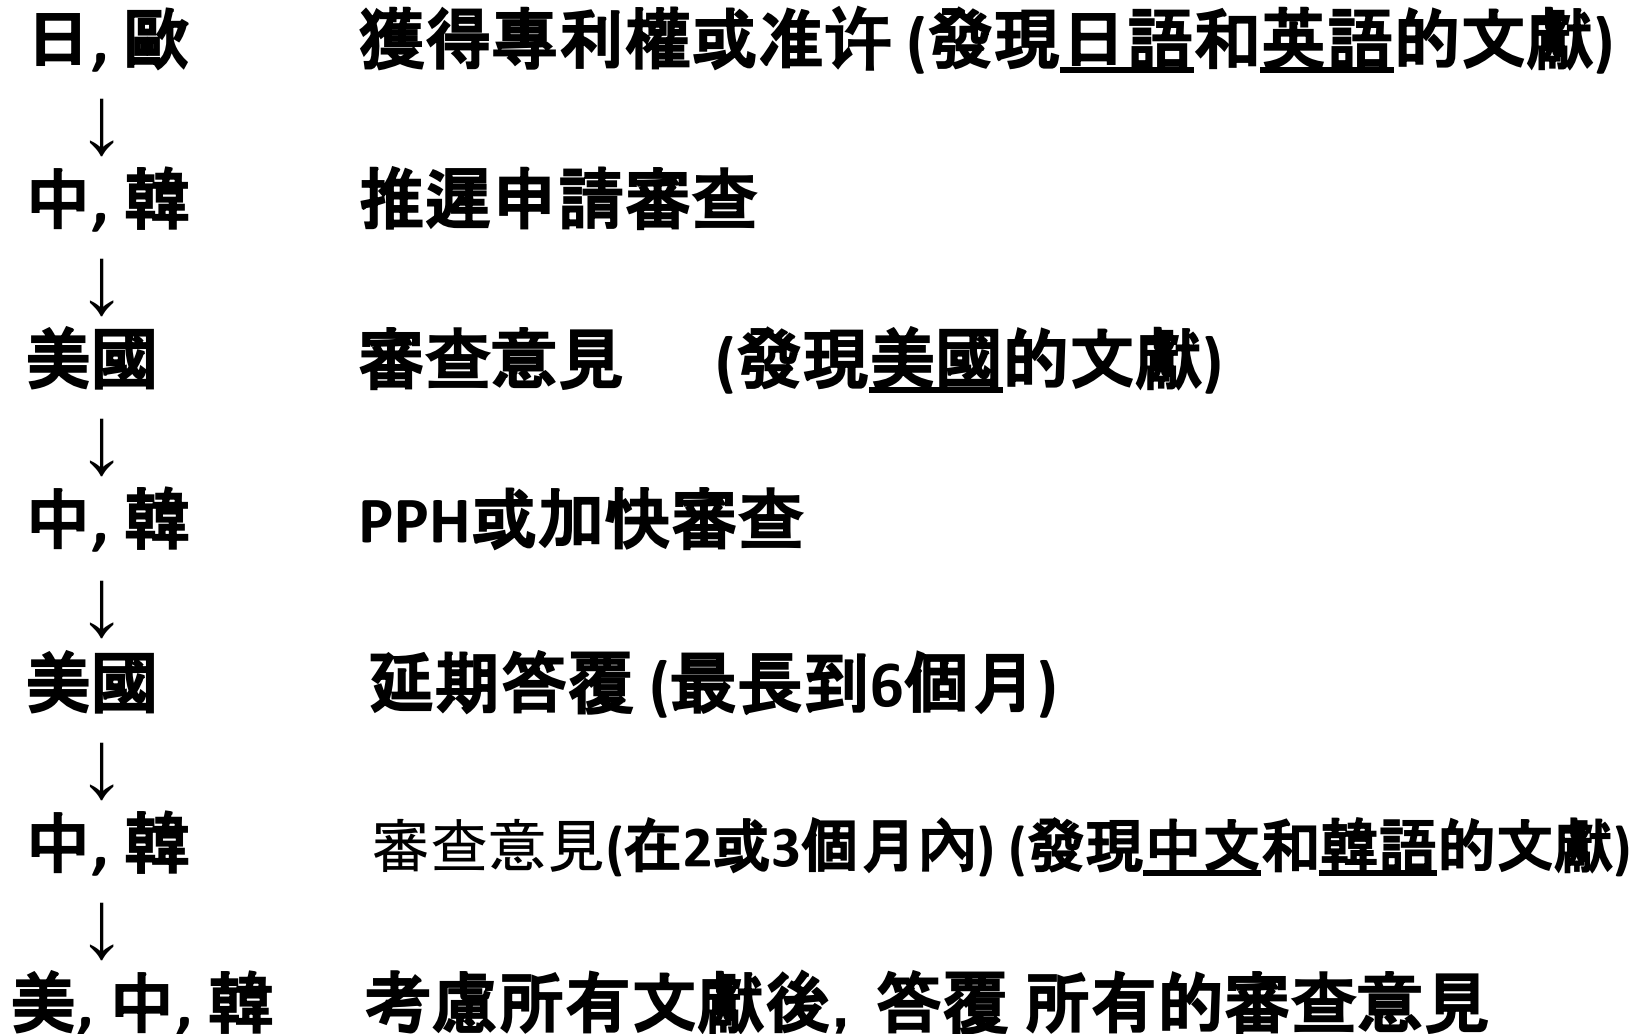 日, 歐 獲得專利權或准许 (發現日語和英語的文獻)
↓
中, 韓 推遲申請審查
↓
美國 審查意見 (發現美國的文獻)
↓
中, 韓 PPH或加快審查
↓
美國 延期答覆 (最長到6個月)
↓
中, 韓 審查意見(在2或3個月內) (發現中文和韓語的文獻)
↓
美, 中, 韓 考慮所有文獻後, 答覆 所有的審查意見